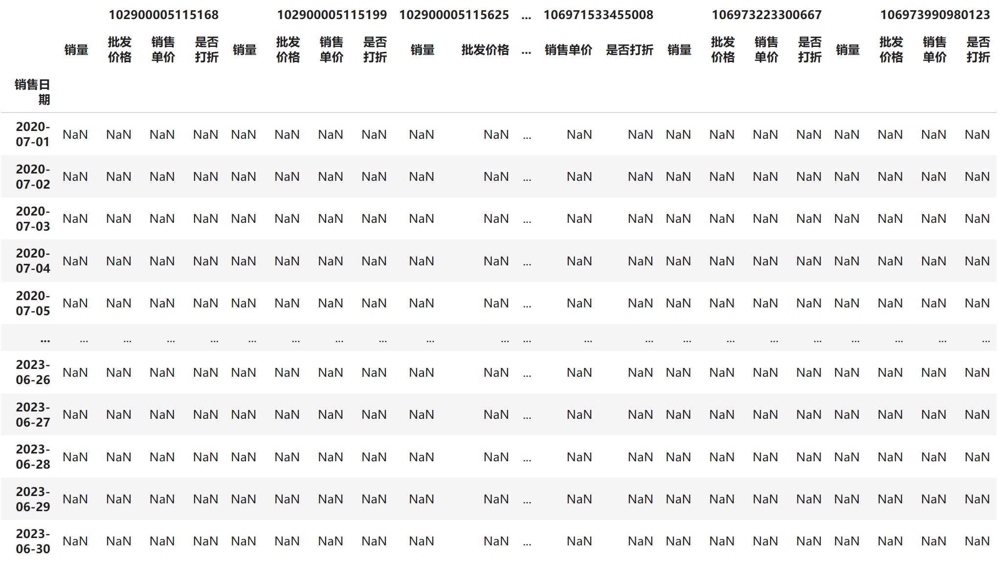 102900005115168 102900005115199 102900005115625 ... 106971533455008 106973223300667 106973990980123
销量 批发价格 销售单价 是否打折 销量 批发价格 销售单价 是否打折 销量 批发价格 ... 销售单价 是否打折 销量 批发价格 销售单价 是否打折 销量 批发价格 销售单价 是否打折
销售日期
2020-07-01 NaN NaN NaN NaN NaN NaN NaN NaN NaN NaN ... NaN NaN NaN NaN NaN NaN NaN NaN NaN NaN
2020-07-02 NaN NaN NaN NaN NaN NaN NaN NaN NaN NaN ... NaN NaN NaN NaN NaN NaN NaN NaN NaN NaN
2020-07-03 NaN NaN NaN NaN NaN NaN NaN NaN NaN NaN ... NaN NaN NaN NaN NaN NaN NaN NaN NaN NaN
2020-07-04 NaN NaN NaN NaN NaN NaN NaN NaN NaN NaN ... NaN NaN NaN NaN NaN NaN NaN NaN NaN NaN
2020-07-05 NaN NaN NaN NaN NaN NaN NaN NaN NaN NaN ... NaN NaN NaN NaN NaN NaN NaN NaN NaN NaN
... ... ... ... ... ... ... ... ... ... ... ... ... ... ... ... ... ... ... ... ... ...
2023-06-26 NaN NaN NaN NaN NaN NaN NaN NaN NaN NaN ... NaN NaN NaN NaN NaN NaN NaN NaN NaN NaN
2023-06-27 NaN NaN NaN NaN NaN NaN NaN NaN NaN NaN ... NaN NaN NaN NaN NaN NaN NaN NaN NaN NaN
2023-06-28 NaN NaN NaN NaN NaN NaN NaN NaN NaN NaN ... NaN NaN NaN NaN NaN NaN NaN NaN NaN NaN
2023-06-29 NaN NaN NaN NaN NaN NaN NaN NaN NaN NaN ... NaN NaN NaN NaN NaN NaN NaN NaN NaN NaN
2023-06-30 NaN NaN NaN NaN NaN NaN NaN NaN NaN NaN ... NaN NaN NaN NaN NaN NaN NaN NaN NaN NaN